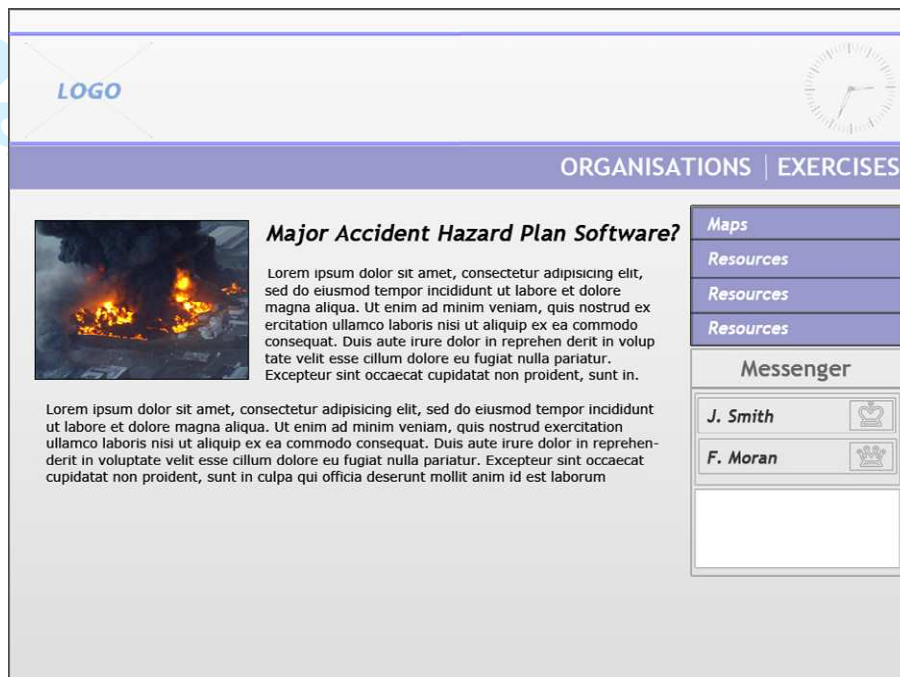 LOGO
ORGANISATIONS | EXERCISES
Major Accident Hazard Plan Software?
Lorem ipsum dolor sit amet, consectetur adipisicing elit,
sed do eiusmod tempor incididunt ut labore et dolore
magna aliqua. Ut enim ad minim veniam, quis nostrud ex
ercitation ullamco laboris nisi ut aliquip ex ea commodo
consequat. Duis aute irure dolor in reprehen derit in volup
tate velit esse cillum dolore eu fugiat nulla pariatur.
Excepteur sint occaecat cupidatat non proident, sunt in.
Lorem ipsum dolor sit amet, consectetur adipisicing elit, sed do eiusmod tempor incididunt
ut labore et dolore magna aliqua. Ut enim ad minim veniam, quis nostrud exercitation
ullamco laboris nisi ut aliquip ex ea commodo consequat. Duis aute irure dolor in reprehen-
derit in voluptate velit esse cillum dolore eu fugiat nulla pariatur. Excepteur sint occaecat
cupidatat non proident, sunt in culpa qui officia deserunt mollit anim id est laborum
Maps
Resources
Resources
Resources
Messenger
J. Smith
F. Moran